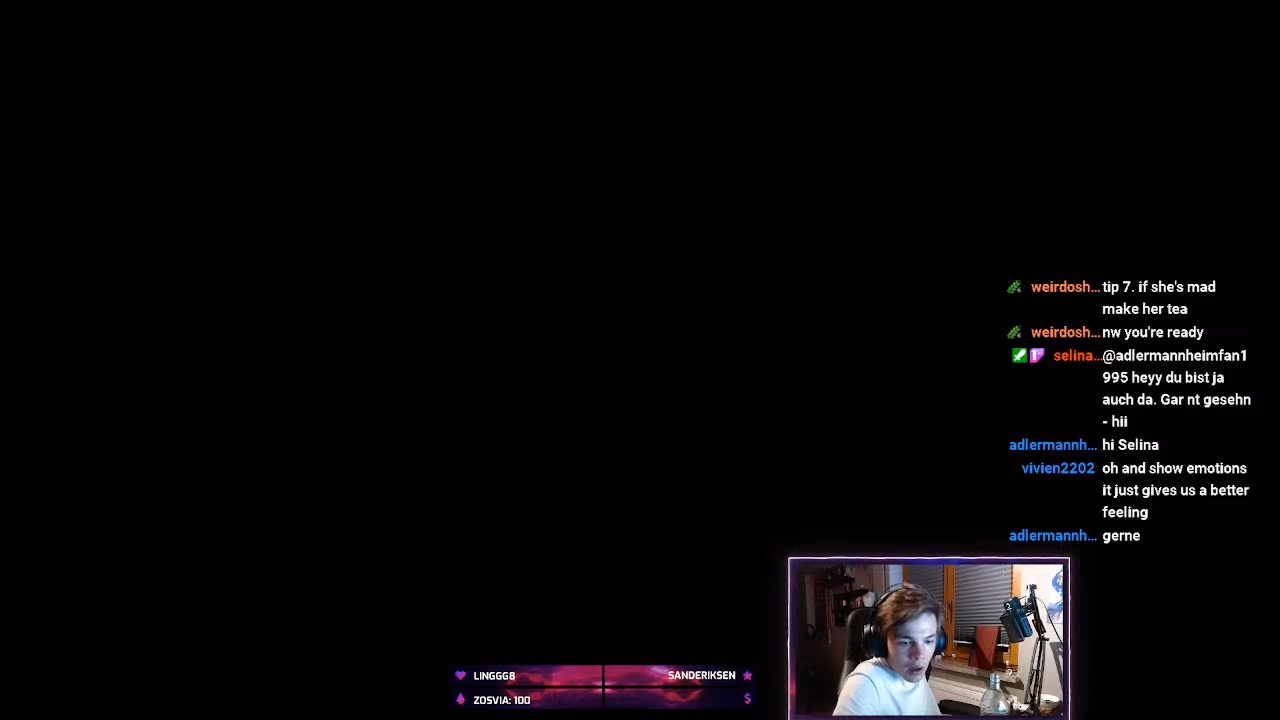 weirdosh... tip 7. if she's mad
make her tea
weirdosh... nw you're ready
selina... @adlermannheimfan1
995 heyy du bist ja
auch da. Gar nt gesehn
- hii
adlermannh... hi Selina
vivien2202 oh and show emotions
it just gives us a better
feeling
adlermannh... gerne
LINGGG8 SANDERIKSEN
ZOSVIA: 100 $